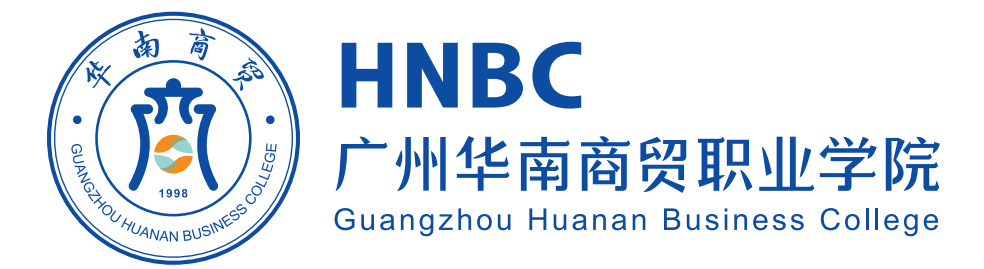 华南商贸
1998
GUANGZHOU HUANAN BUSINESS COLLEGE
HNBC
广州华南商贸职业学院
Guangzhou Huanan Business College